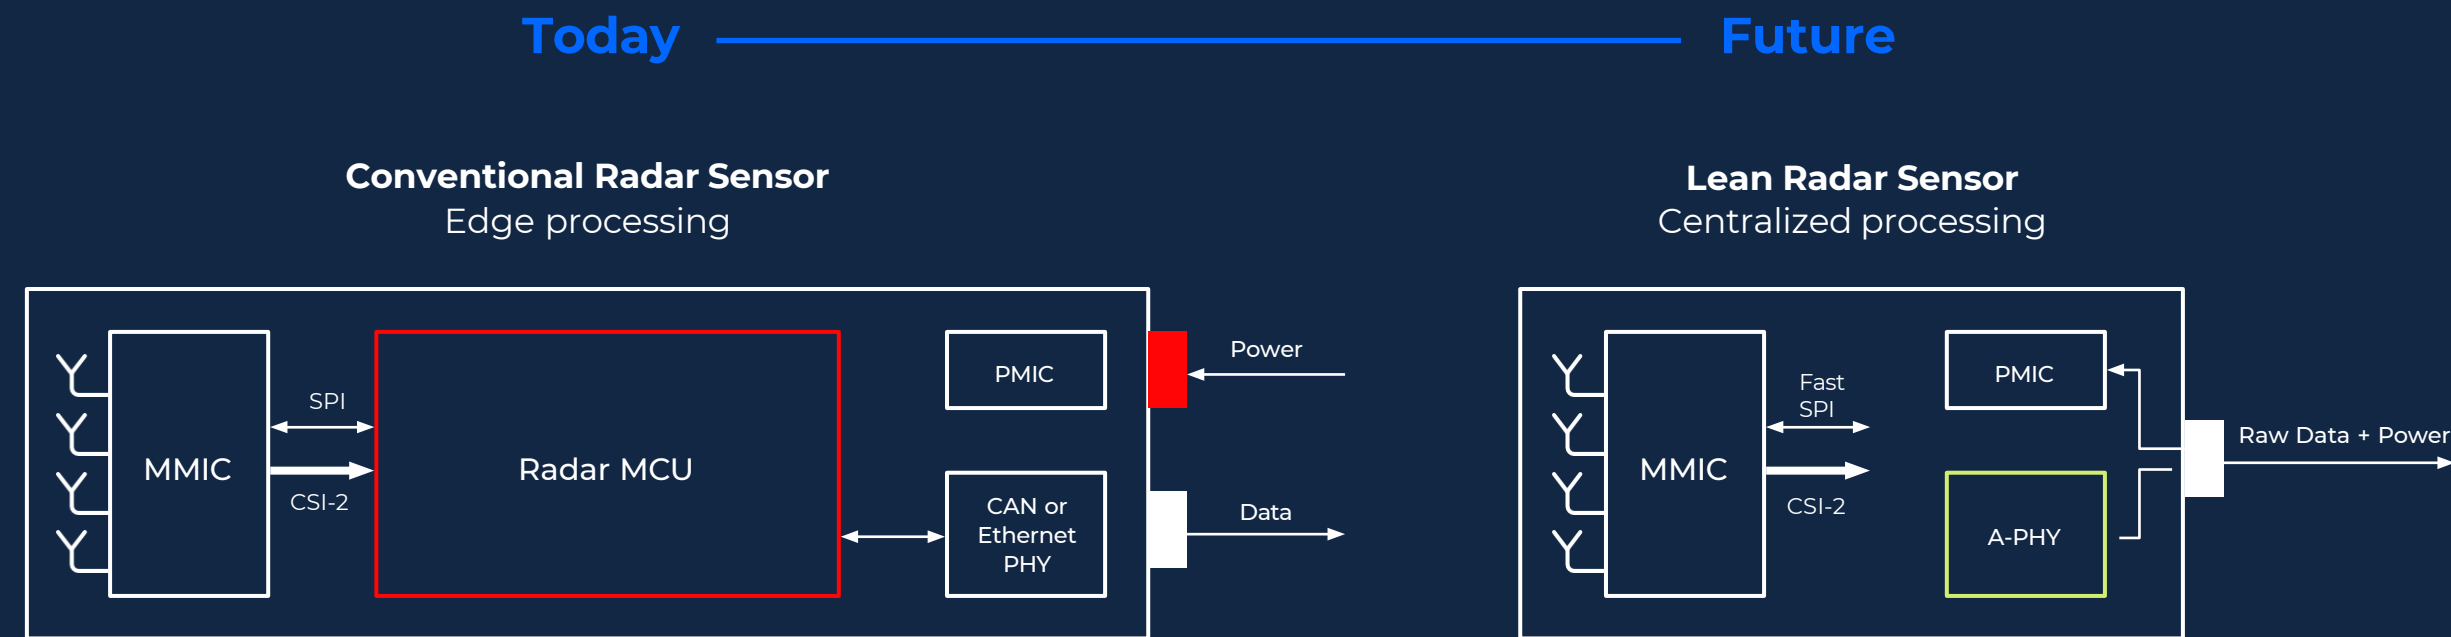 Today
Future
Conventional Radar Sensor
Edge processing
MMIC
SPI
CSI-2
Radar MCU
PMIC
CAN or
Ethernet
PHY
Power
Data
Lean Radar Sensor
Centralized processing
MMIC
Fast
SPI
CSI-2
PMIC
A-PHY
Raw Data + Power